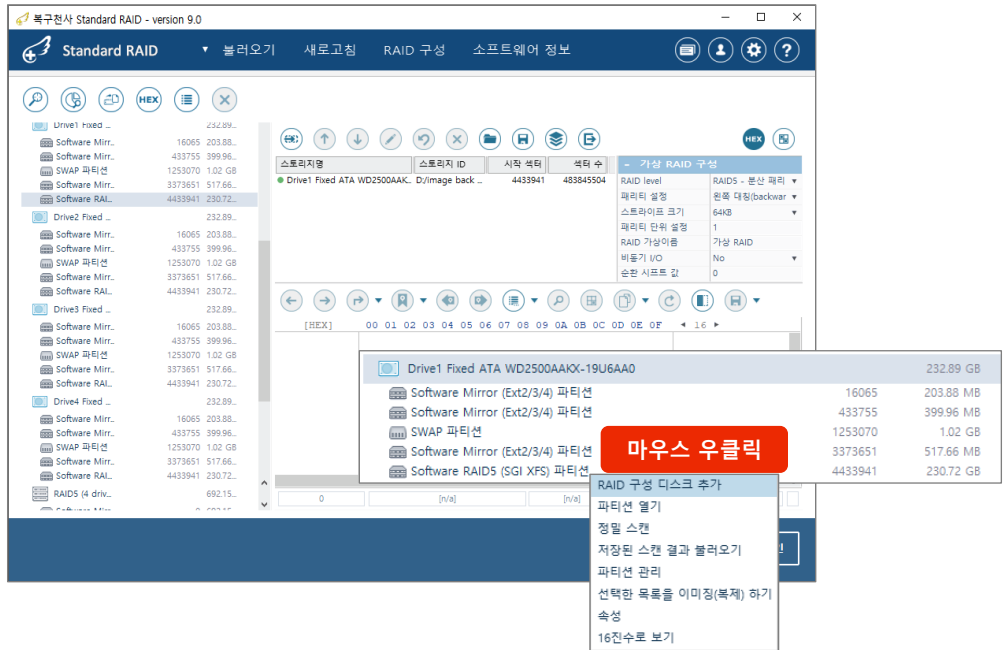 복구전사 Standard RAID - version 9.0
Standard RAID ▼ 불러오기 새로고침 RAID 구성 소프트웨어 정보
HEX
Drive1 Fixed ... 232.89...
Software Mirr... 16065 203.88...
Software Mirr... 433755 399.96...
SWAP 파티션 1253070 1.02 GB
Software Mirr... 3373651 517.66...
Software RAI... 4433941 230.72...
Drive2 Fixed ... 232.89...
Software Mirr... 16065 203.88...
Software Mirr... 433755 399.96...
SWAP 파티션 1253070 1.02 GB
Software Mirr... 3373651 517.66...
Software RAI... 4433941 230.72...
Drive3 Fixed ... 232.89...
Software Mirr... 16065 203.88...
Software Mirr... 433755 399.96...
SWAP 파티션 1253070 1.02 GB
Software Mirr... 3373651 517.66...
Software RAI... 4433941 230.72...
Drive4 Fixed ... 232.89...
Software Mirr... 16065 203.88...
Software Mirr... 433755 399.96...
SWAP 파티션 1253070 1.02 GB
Software Mirr... 3373651 517.66...
Software RAI... 4433941 230.72...
RAID5 (4 driv... 692.15...
HEX
스토리지명 스토리지 ID 시작 섹터 섹터 수
Drive1 Fixed ATA WD2500AAK... D:/image back ... 4433941 483845504
- 가상 RAID 구성
RAID level RAID5 - 분산 패리
패리티 설정 왼쪽 대칭(backwar
스트라이프 크기 64KB
패리티 단위 설정 1
RAID 가상이름 가상 RAID
비동기 I/O No
순환 시프트 값 0
[HEX] 00 01 02 03 04 05 06 07 08 09 0A 0B 0C 0D 0E 0F ◂ 16 ▸
0 [n/a] [n/a]
Drive1 Fixed ATA WD2500AAKX-19U6AA0 232.89 GB
Software Mirror (Ext2/3/4) 파티션 16065 203.88 MB
Software Mirror (Ext2/3/4) 파티션 433755 399.96 MB
SWAP 파티션 1253070 1.02 GB
Software Mirror (Ext2/3/4) 파티션 3373651 517.66 MB
Software RAID5 (SGI XFS) 파티션 4433941 230.72 GB
마우스 우클릭
RAID 구성 디스크 추가
파티션 열기
정밀 스캔
저장된 스캔 결과 불러오기
파티션 관리
선택한 목록을 이미징(복제) 하기
속성
16진수로 보기